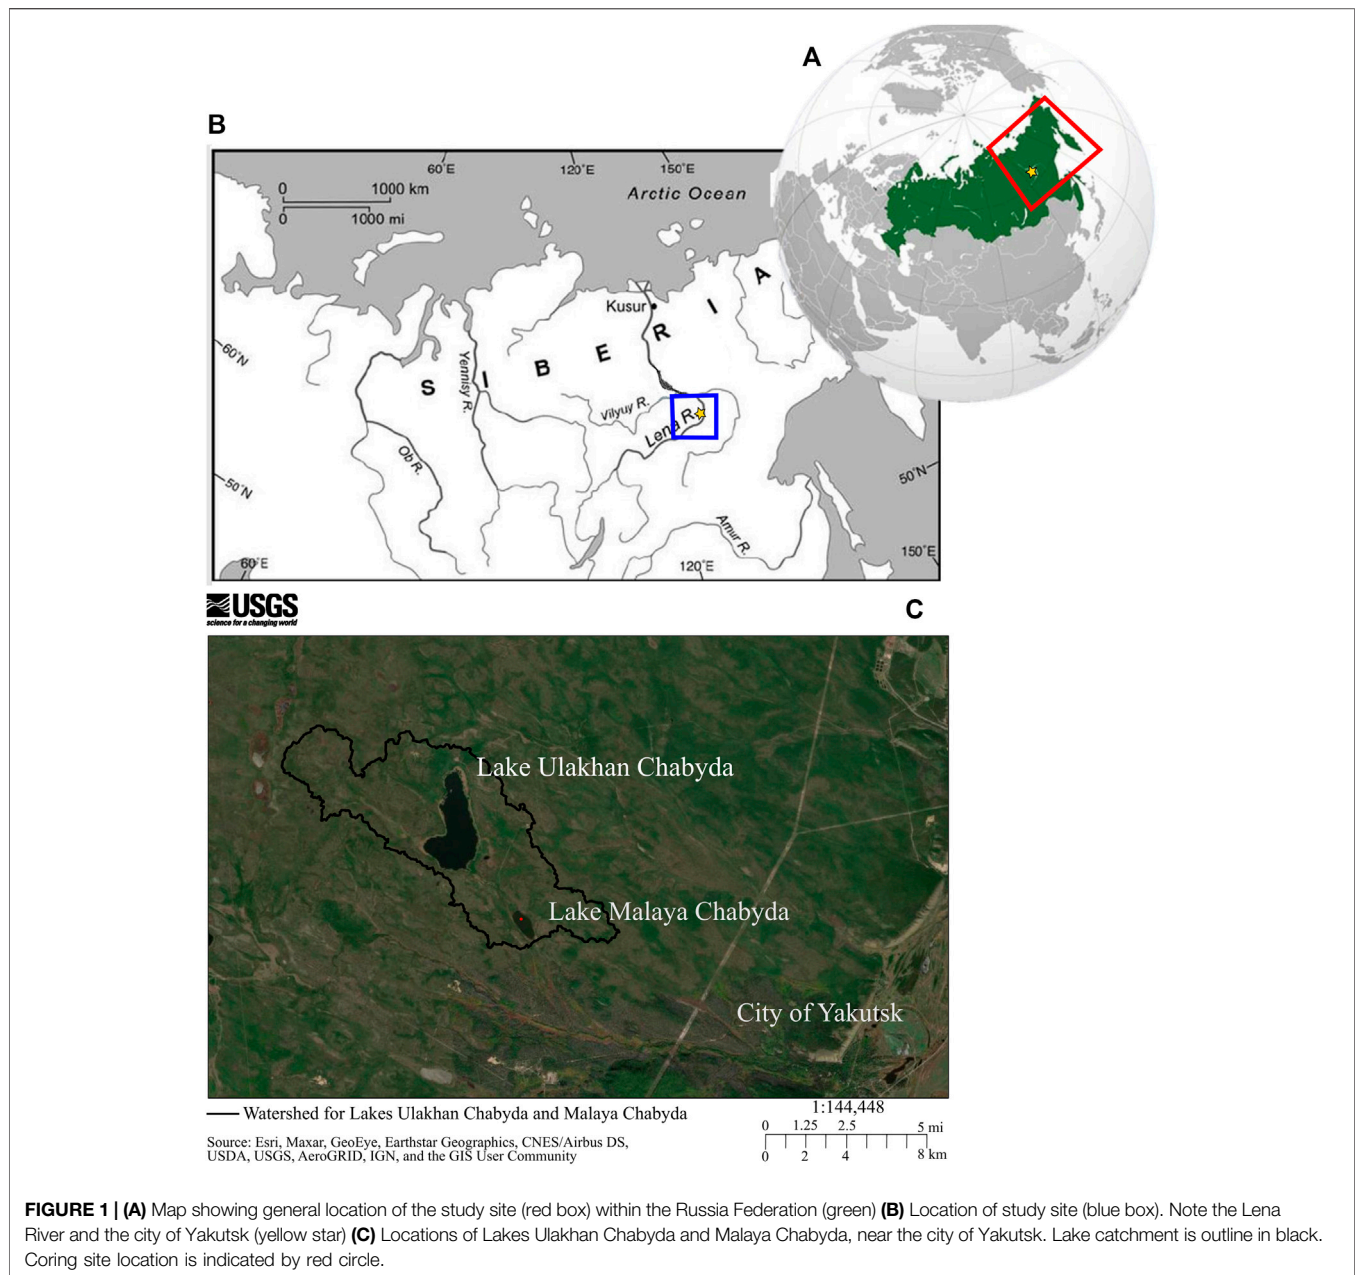 A
B
60°E
120°E
150°E
0
1000 km
0
1000 mi
Arctic Ocean
Kusur
S I B E R I A
60°N
Yennisy R.
Vilyuy R.
Lena R.
Ob R.
50°N
50°N
Amur R.
60°E
120°E
150°E
USGS
science for a changing world
C
Lake Ulakhan Chabyda
Lake Malaya Chabyda
City of Yakutsk
Watershed for Lakes Ulakhan Chabyda and Malaya Chabyda
1:144,448
0 1.25 2.5 5 mi
0 2 4 8 km
Source: Esri, Maxar, GeoEye, Earthstar Geographics, CNES/Airbus DS,
USDA, USGS, AeroGRID, IGN, and the GIS User Community
FIGURE 1 | (A) Map showing general location of the study site (red box) within the Russia Federation (green) (B) Location of study site (blue box). Note the Lena
River and the city of Yakutsk (yellow star) (C) Locations of Lakes Ulakhan Chabyda and Malaya Chabyda, near the city of Yakutsk. Lake catchment is outline in black.
Coring site location is indicated by red circle.